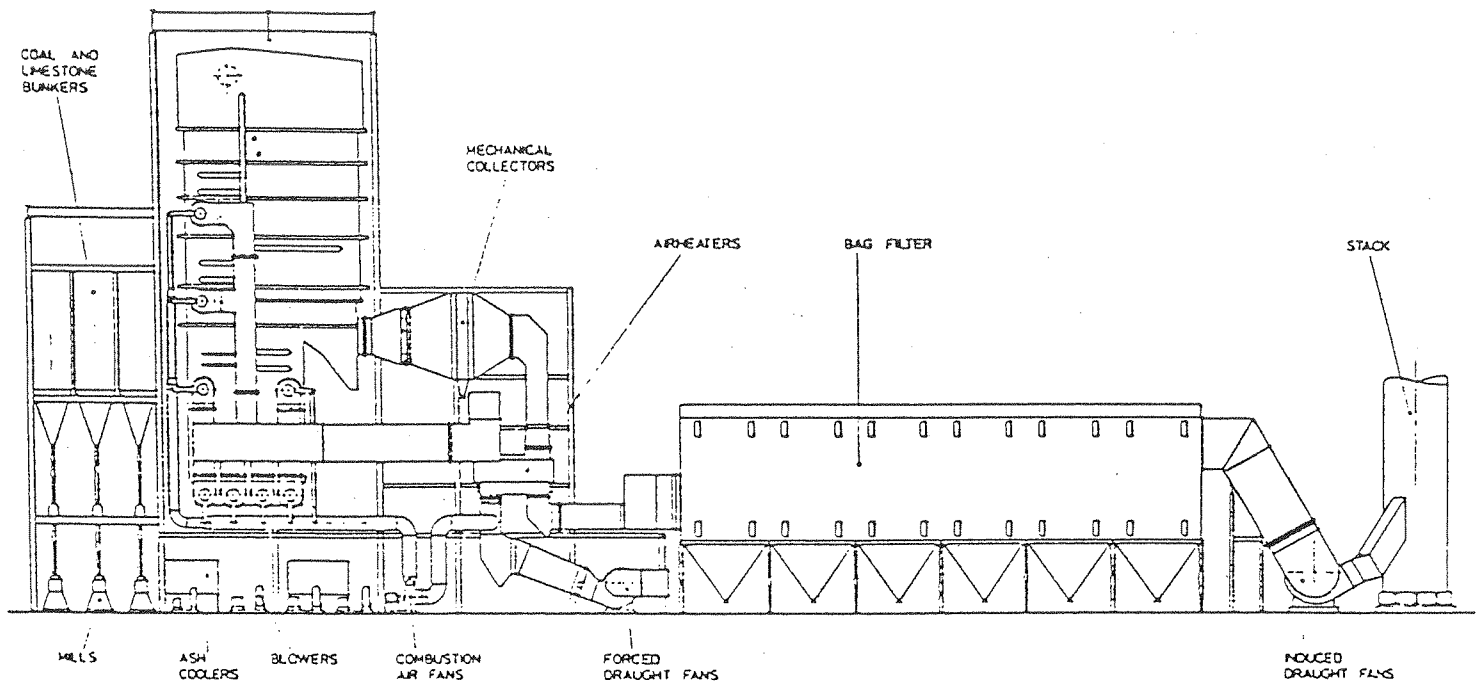 COAL AND
LIMESTONE
BUNKERS
MECHANICAL
COLLECTORS
AIRHEATERS
BAG FILTER
STACK
MILLS
ASH
COOLERS
BLOWERS
COMBUSTION
AIR FANS
FORCED
DRAUGHT FANS
INDUCED
DRAUGHT FANS